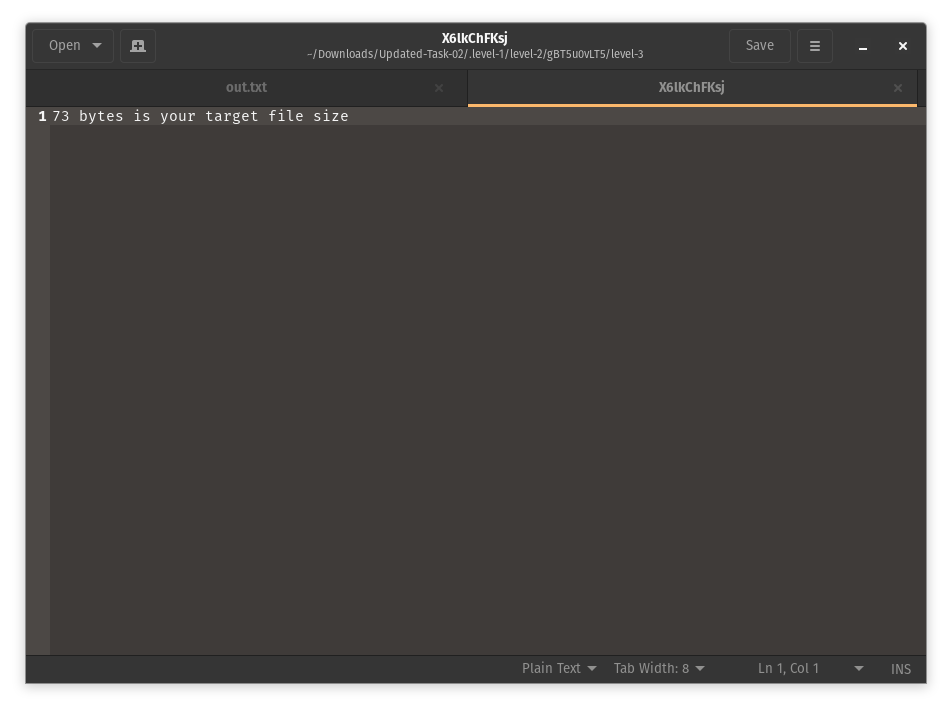 Open
X6lkChFKsj
~/Downloads/Updated-Task-02/.level-1/level-2/gBT5u0vLT5/level-3
Save
out.txt
X6lkChFKsj
1 73 bytes is your target file size
Plain Text
Tab Width: 8
Ln 1, Col 1
INS